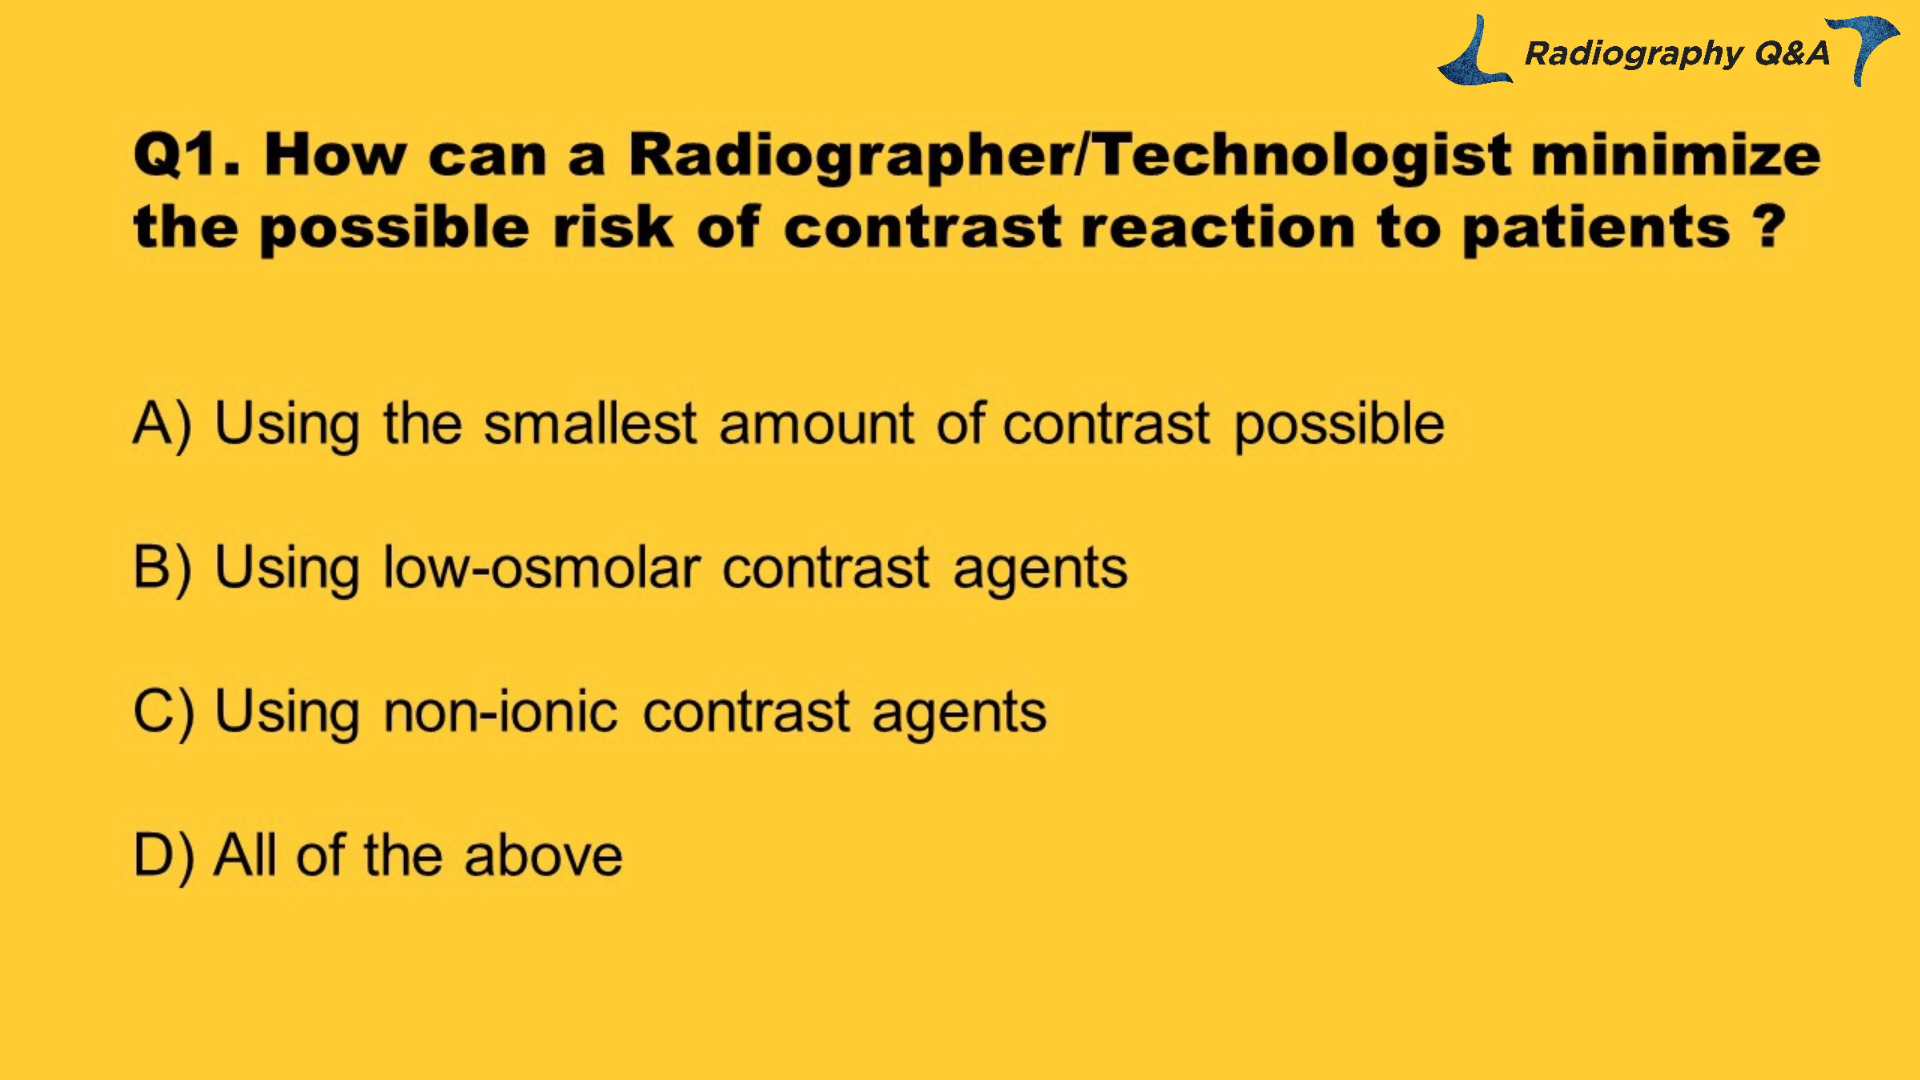 Radiography Q&A
Q1. How can a Radiographer/Technologist minimize
the possible risk of contrast reaction to patients ?
A) Using the smallest amount of contrast possible
B) Using low-osmolar contrast agents
C) Using non-ionic contrast agents
D) All of the above